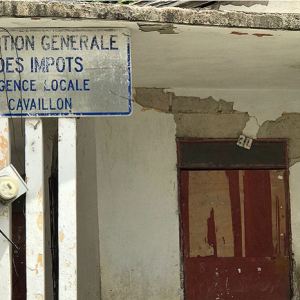 TION GENERALE
DES IMPOTS
GENCE LOCALE
CAVAILLON